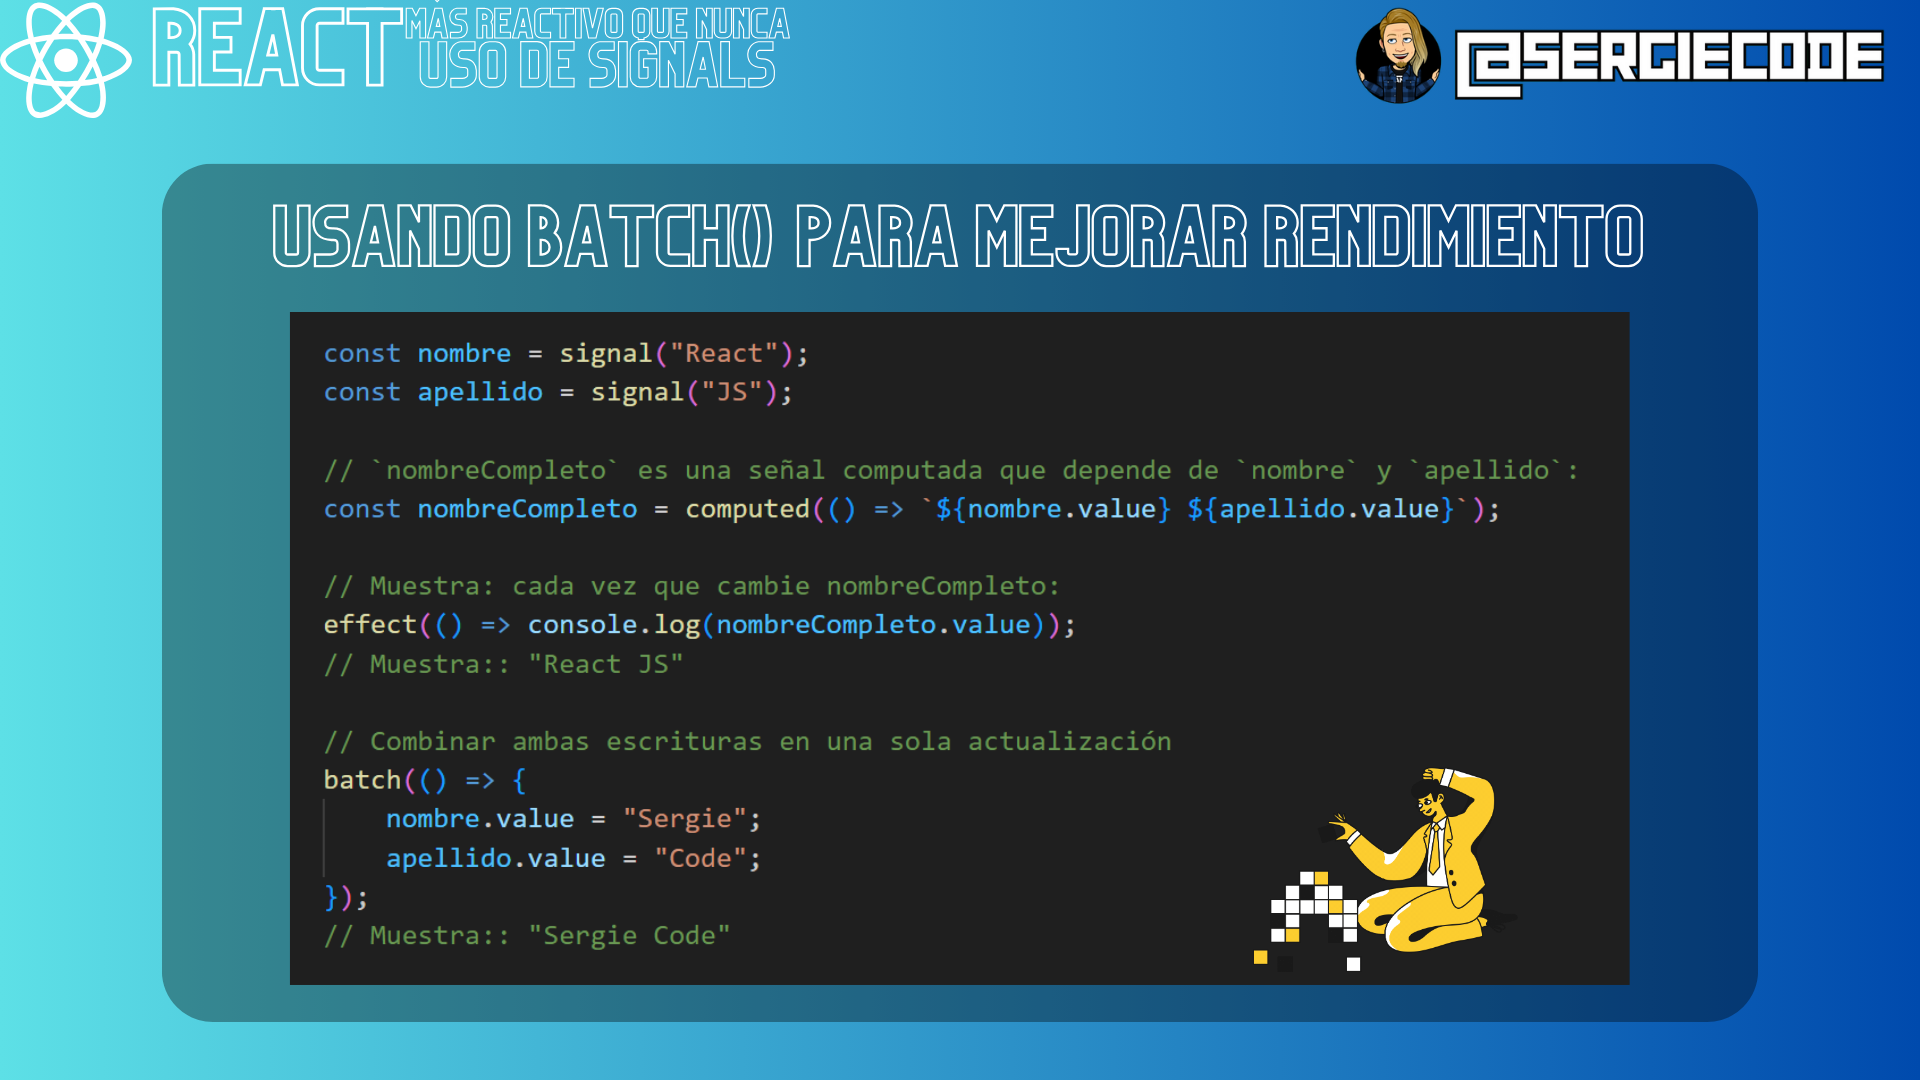 REACT
MÁS REACTIVO QUE NUNCA
USO DE SIGNALS
@SERGIECODE
USANDO BATCH() PARA MEJORAR RENDIMIENTO
const nombre = signal("React");
const apellido = signal("JS");
// `nombreCompleto` es una señal computada que depende de `nombre` y `apellido`:
const nombreCompleto = computed(() => `${nombre.value} ${apellido.value}`);
// Muestra: cada vez que cambie nombreCompleto:
effect(() => console.log(nombreCompleto.value));
// Muestra:: "React JS"
// Combinar ambas escrituras en una sola actualización
batch(() => {
    nombre.value = "Sergie";
    apellido.value = "Code";
});
// Muestra:: "Sergie Code"